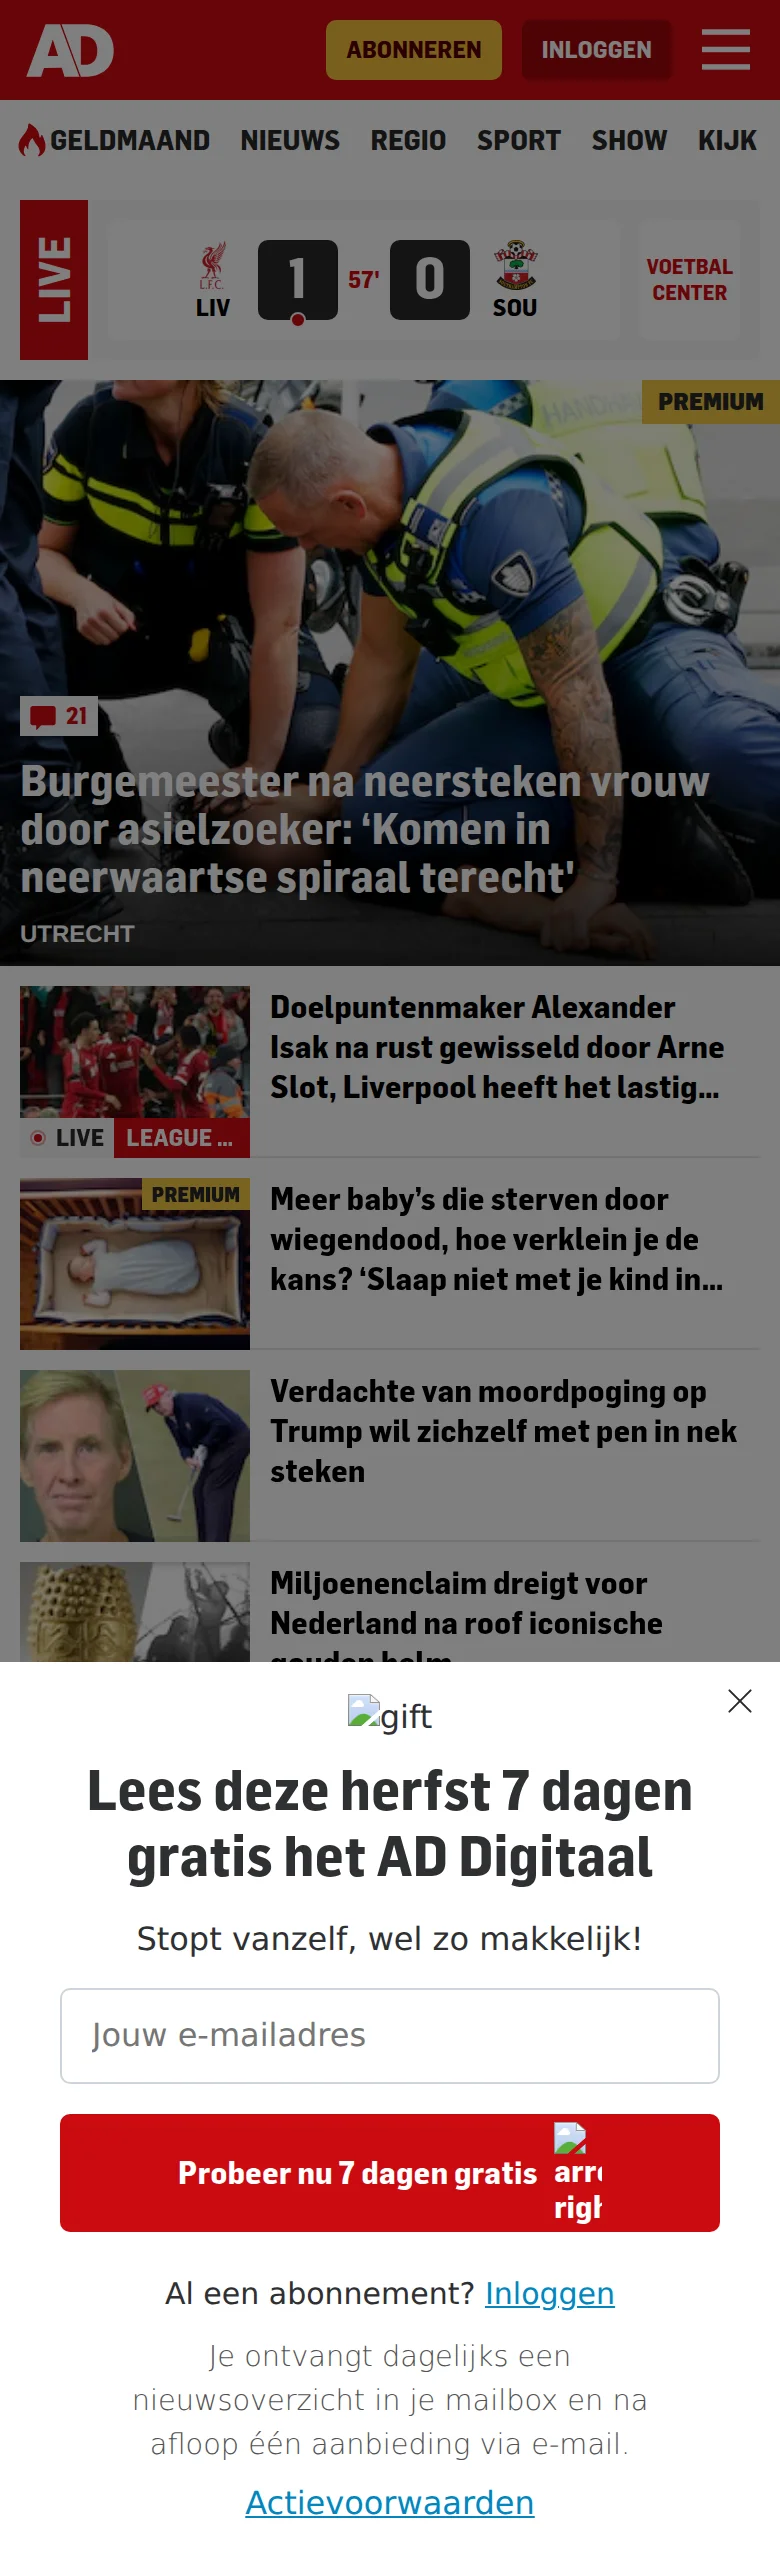 AD
ABONNEREN
INLOGGEN
GELDMAAND NIEUWS REGIO SPORT SHOW KIJK
LIVE
L.F.C.
LIV
1
57'
0
SOU
VOETBAL
CENTER
PREMIUM
21
Burgemeester na neersteken vrouw
door asielzoeker: ‘Komen in
neerwaartse spiraal terecht'
UTRECHT
Doelpuntenmaker Alexander
Isak na rust gewisseld door Arne
Slot, Liverpool heeft het lastig...
LIVE LEAGUE ...
PREMIUM
Meer baby’s die sterven door
wiegendood, hoe verklein je de
kans? ‘Slaap niet met je kind in...
Verdachte van moordpoging op
Trump wil zichzelf met pen in nek
steken
Miljoenenclaim dreigt voor
Nederland na roof iconische
gouden helm
gift
Lees deze herfst 7 dagen
gratis het AD Digitaal
Stopt vanzelf, wel zo makkelijk!
Jouw e-mailadres
Probeer nu 7 dagen gratis
arro
righ
Al een abonnement? Inloggen
Je ontvangt dagelijks een
nieuwsoverzicht in je mailbox en na
afloop één aanbieding via e-mail.
Actievoorwaarden